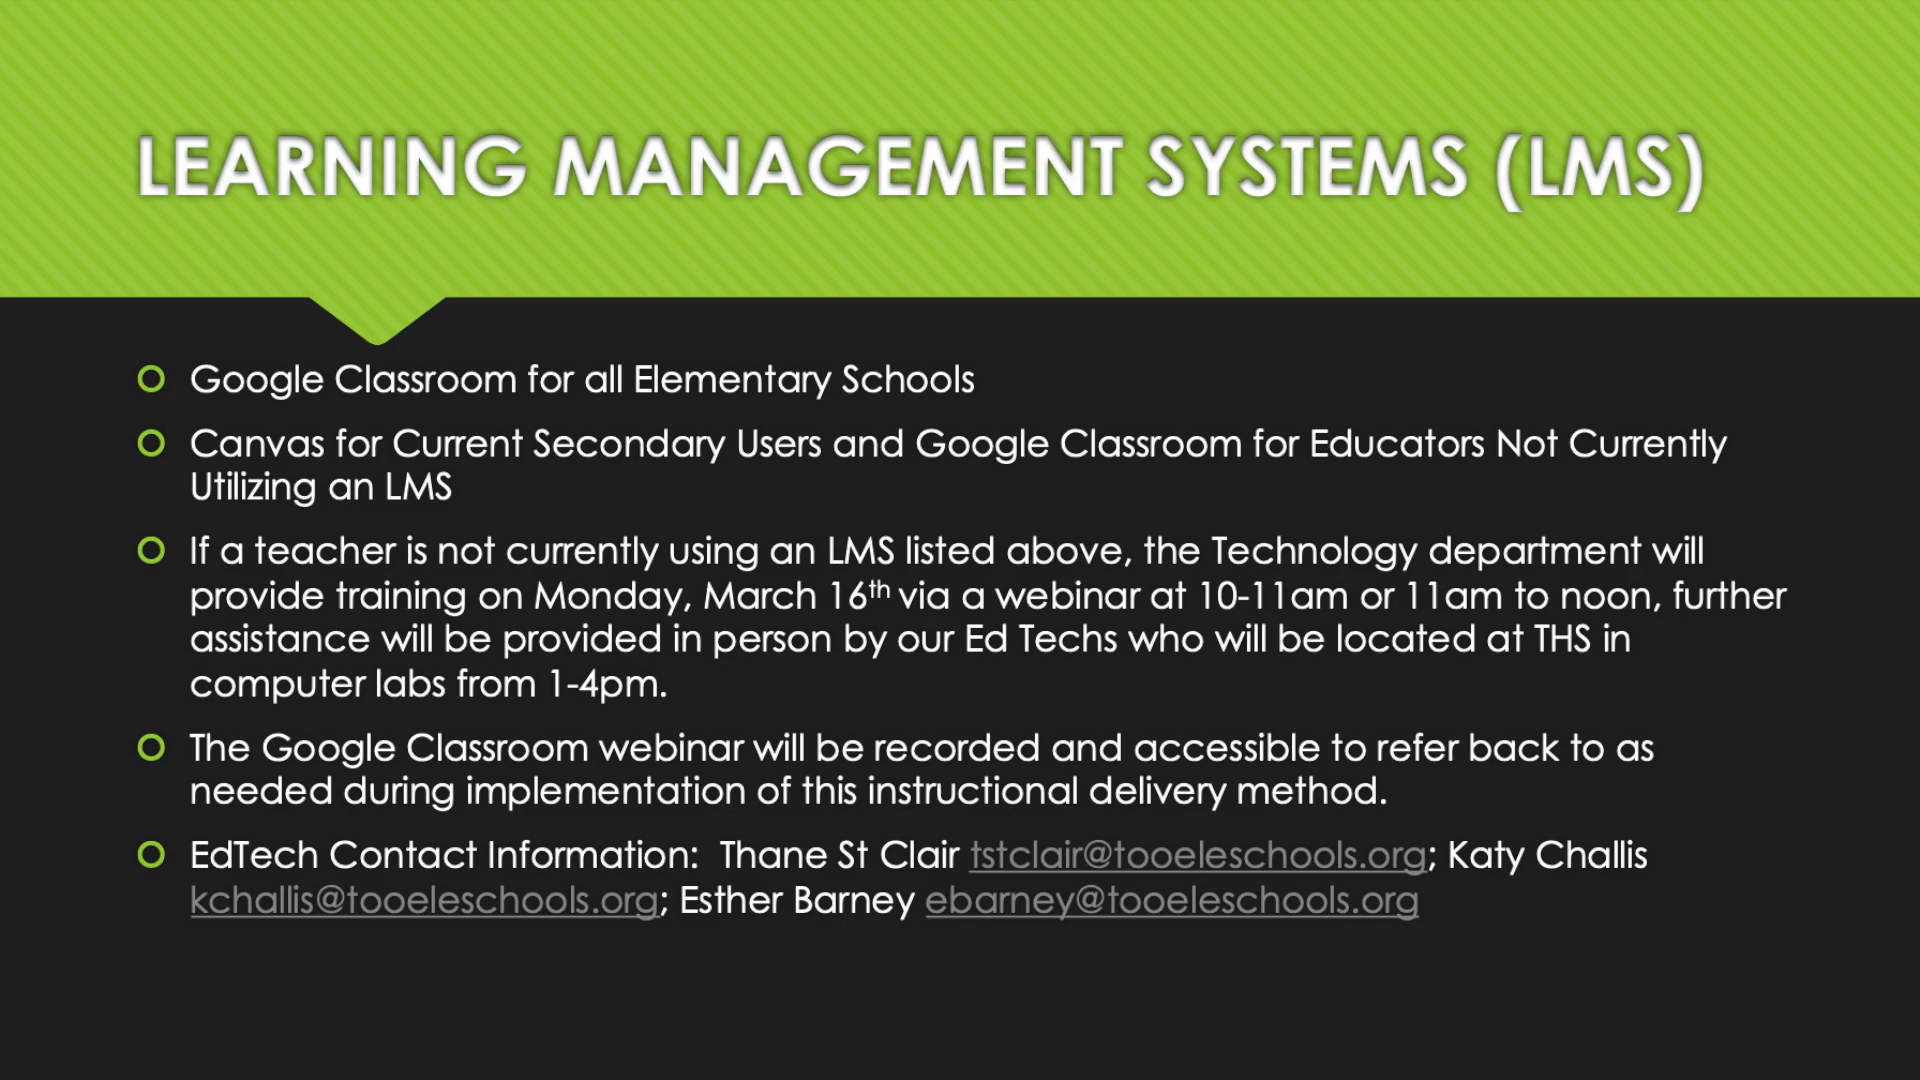 LEARNING MANAGEMENT SYSTEMS (LMS)
Google Classroom for all Elementary Schools
Canvas for Current Secondary Users and Google Classroom for Educators Not Currently
Utilizing an LMS
If a teacher is not currently using an LMS listed above, the Technology department will
provide training on Monday, March 16th via a webinar at 10-11am or 11am to noon, further
assistance will be provided in person by our Ed Techs who will be located at THS in
computer labs from 1-4pm.
The Google Classroom webinar will be recorded and accessible to refer back to as
needed during implementation of this instructional delivery method.
EdTech Contact Information:  Thane St Clair tstclair@tooeleschools.org; Katy Challis
kchallis@tooeleschools.org; Esther Barney ebarney@tooeleschools.org